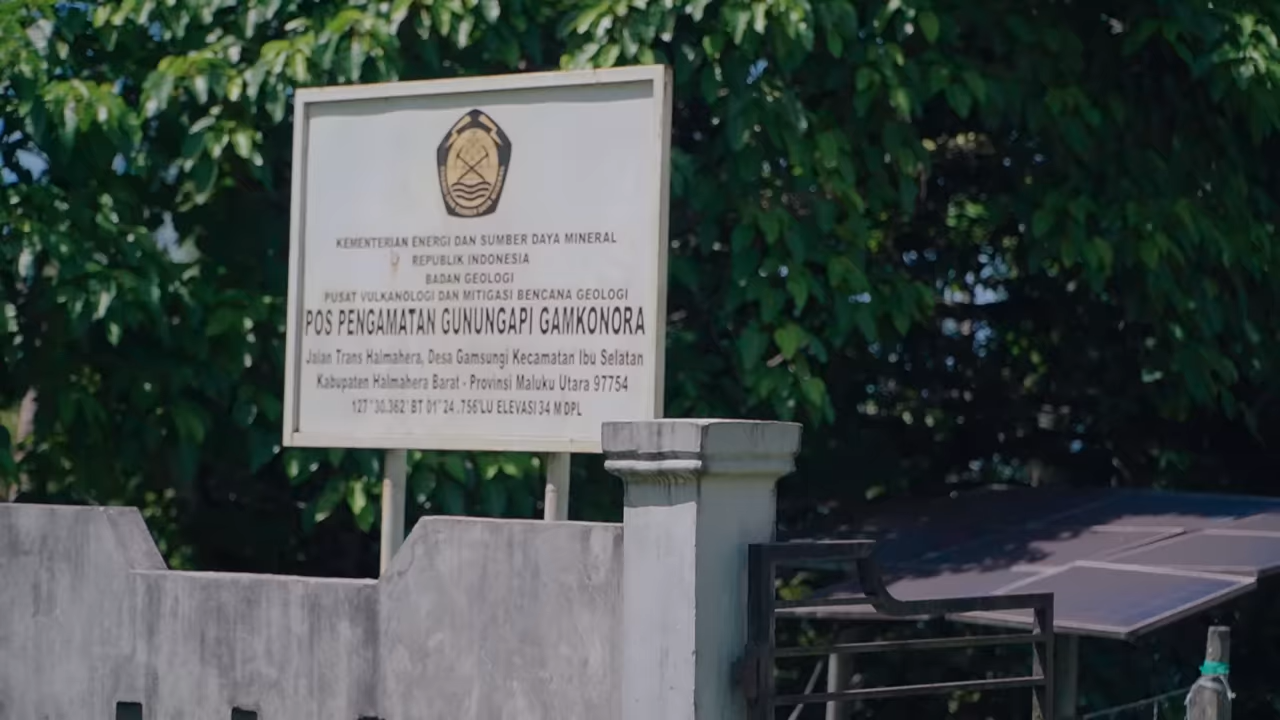 KEMENTERIAN ENERGI DAN SUMBER DAYA MINERAL
REPUBLIK INDONESIA
BADAN GEOLOGI
PUSAT VULKANOLOGI DAN MITIGASI BENCANA GEOLOGI
POS PENGAMATAN GUNUNGAPI GAMKONORA
Jalan Trans Halmahera, Desa Gamsungi Kecamatan Ibu Selatan
Kabupaten Halmahera Barat - Provinsi Maluku Utara 97754
127°30.362' BT 01°24.756'LU ELEVASI 34 M DPL